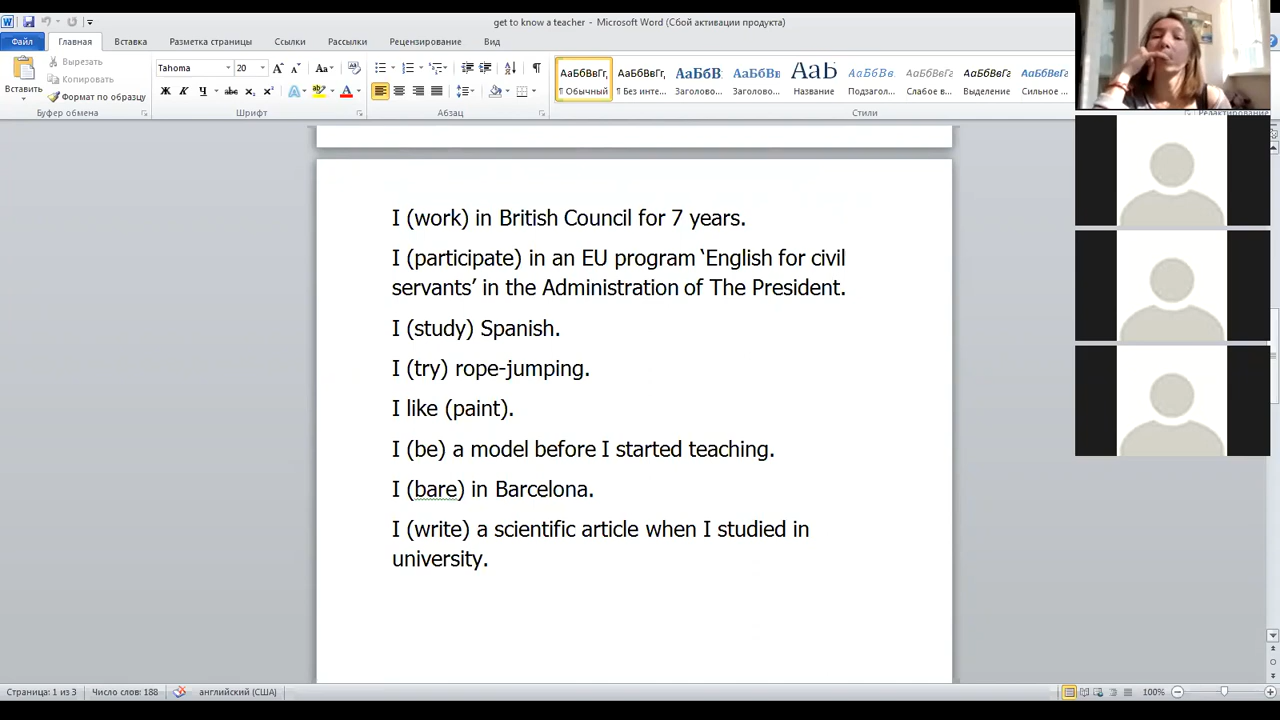 get to know a teacher - Microsoft Word (Сбой активации продукта)
Файл Главная Вставка Разметка страницы Ссылки Рассылки Рецензирование Вид
Вставить
Вырезать
Копировать
Формат по образцу
Буфер обмена
Tahoma 20
Ж К Ч abc x₂ x²
Шрифт
Абзац
АаБбВвГг, АаБбВвГг, АаБбВ АаБбВв АаБ АаБбВвГг АаБбВвГг АаБбВвГг АаБбВвГг
¶ Обычный ¶ Без инте... Заголово... Заголово... Название Подзагол... Слабое в... Выделение Сильное ...
Стили
Редактирование
I (work) in British Council for 7 years.
I (participate) in an EU program ‘English for civil
servants’ in the Administration of The President.
I (study) Spanish.
I (try) rope-jumping.
I like (paint).
I (be) a model before I started teaching.
I (bare) in Barcelona.
I (write) a scientific article when I studied in
university.
Страница: 1 из 3 Число слов: 188 английский (США) 100%